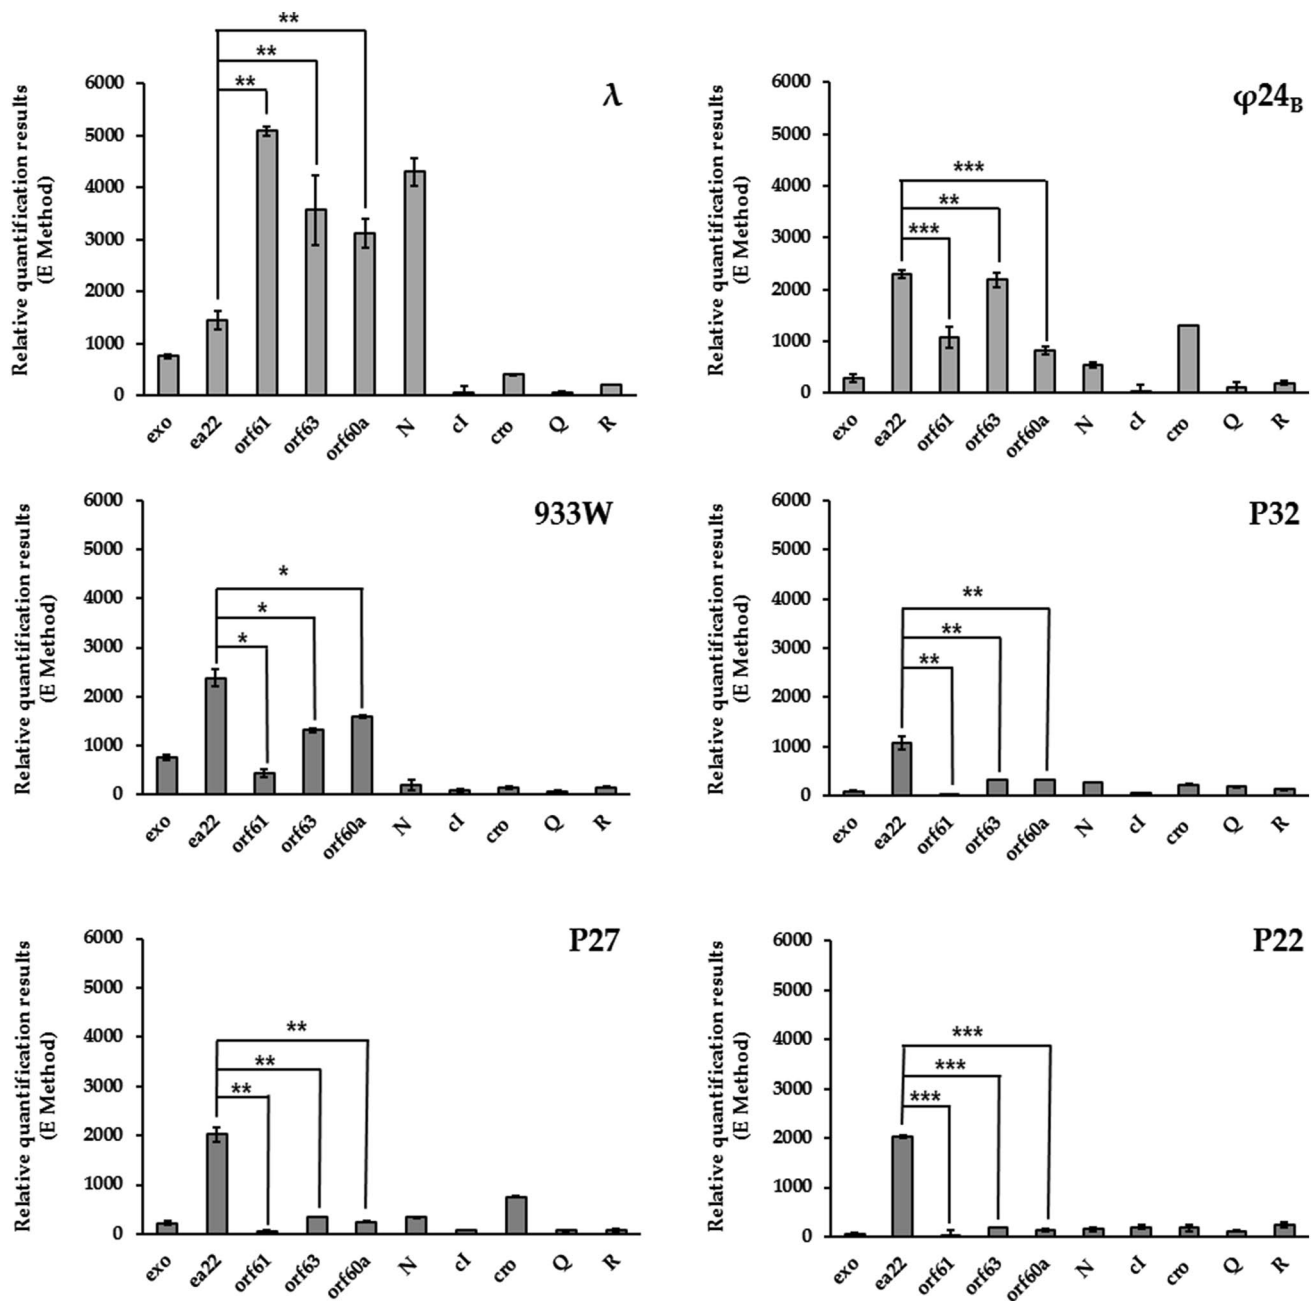 λ
Relative quantification results
(E Method)
6000
5000
4000
3000
2000
1000
0
**
**
**
exo ea22 orf61 orf63 orf60a N cI cro Q R
φ24B
Relative quantification results
(E Method)
6000
5000
4000
3000
2000
1000
0
***
**
***
exo ea22 orf61 orf63 orf60a N cI cro Q R
933W
Relative quantification results
(E Method)
6000
5000
4000
3000
2000
1000
0
*
*
*
exo ea22 orf61 orf63 orf60a N cI cro Q R
P32
Relative quantification results
(E Method)
6000
5000
4000
3000
2000
1000
0
**
**
**
exo ea22 orf61 orf63 orf60a N cI cro Q R
P27
Relative quantification results
(E Method)
6000
5000
4000
3000
2000
1000
0
**
**
**
exo ea22 orf61 orf63 orf60a N cI cro Q R
P22
Relative quantification results
(E Method)
6000
5000
4000
3000
2000
1000
0
***
***
***
exo ea22 orf61 orf63 orf60a N cI cro Q R